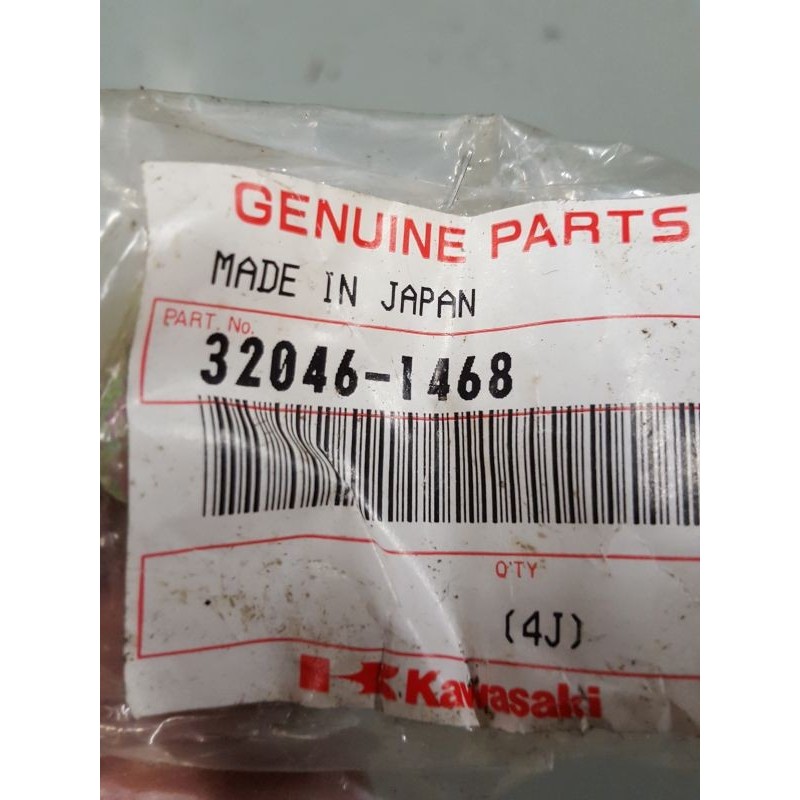 GENUINE PARTS
MADE IN JAPAN
PART. No.
32046-1468
Q'TY
(4J)
Kawasaki